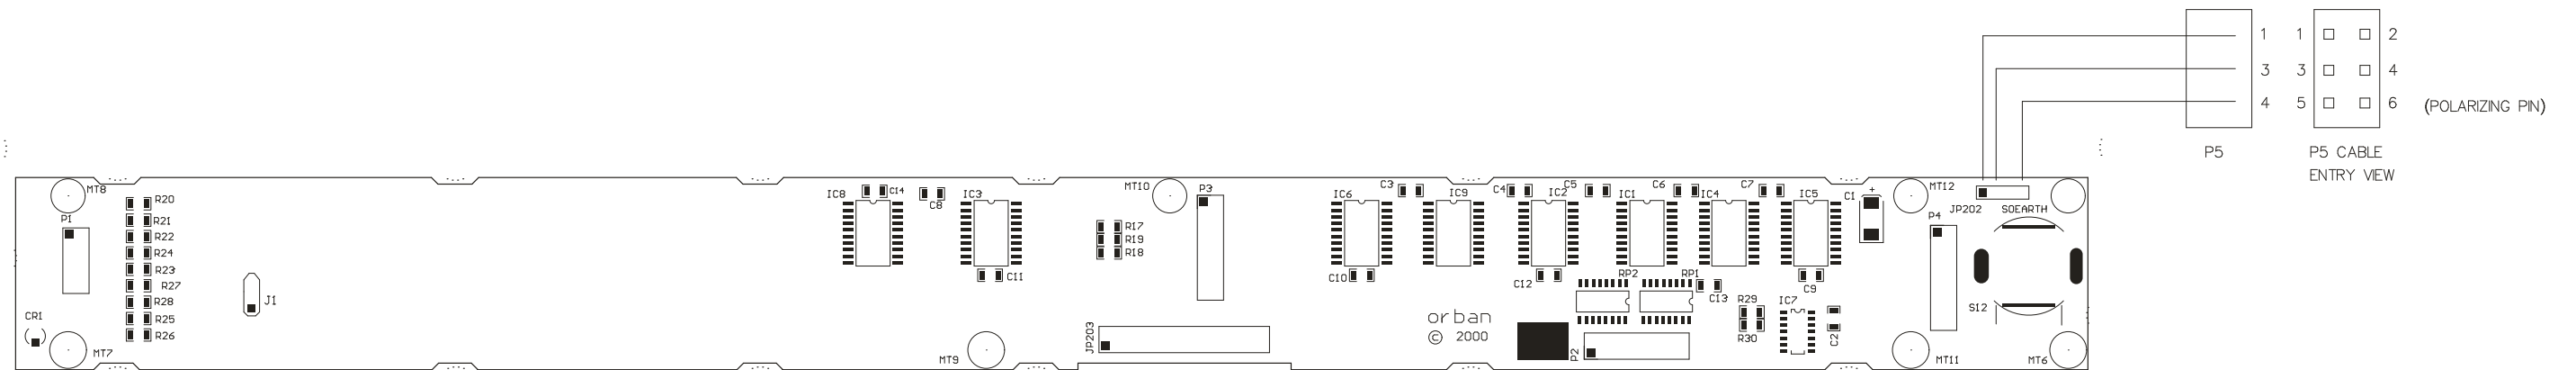 1 1 2
3 3 4
4 5 6 (POLARIZING PIN)
P5 P5 CABLE
ENTRY VIEW
MT8
P1
R20
R21
R22
R24
R23
R27
R28
R25
R26
CR1
MT7
J1
IC8
C14
C8
IC3
C11
MT9
R17
R19
R18
MT10
P3
JP203
IC6
C3
IC9
C10
C4
IC2
C5
C12
IC1
C6
IC4
C7
IC5
C9
RP2
RP1
C13
R29
R30
IC7
C2
orban
© 2000
P2
C1
+
MT12
JP202
SOEARTH
P4
S12
MT11
MT6